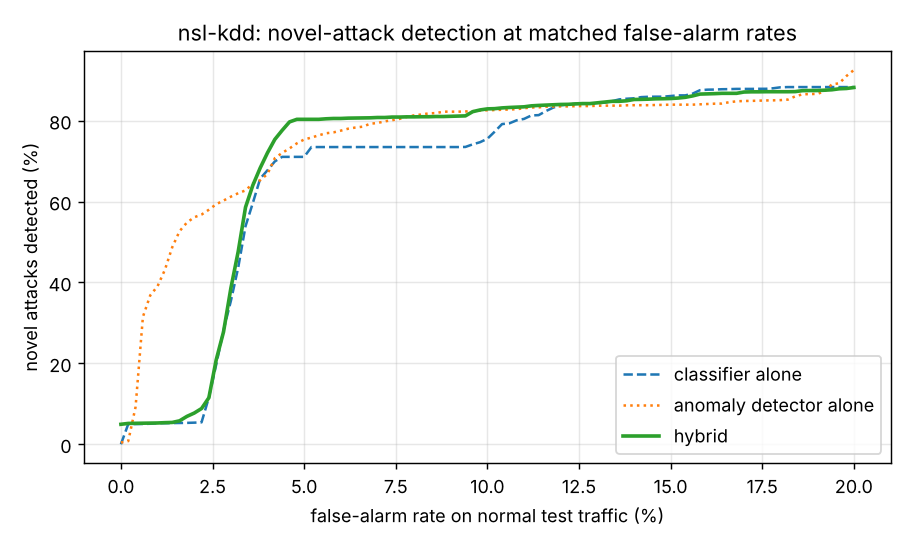 nsl-kdd: novel-attack detection at matched false-alarm rates
novel attacks detected (%)
80
60
40
20
0
classifier alone
anomaly detector alone
hybrid
0.0 2.5 5.0 7.5 10.0 12.5 15.0 17.5 20.0
false-alarm rate on normal test traffic (%)